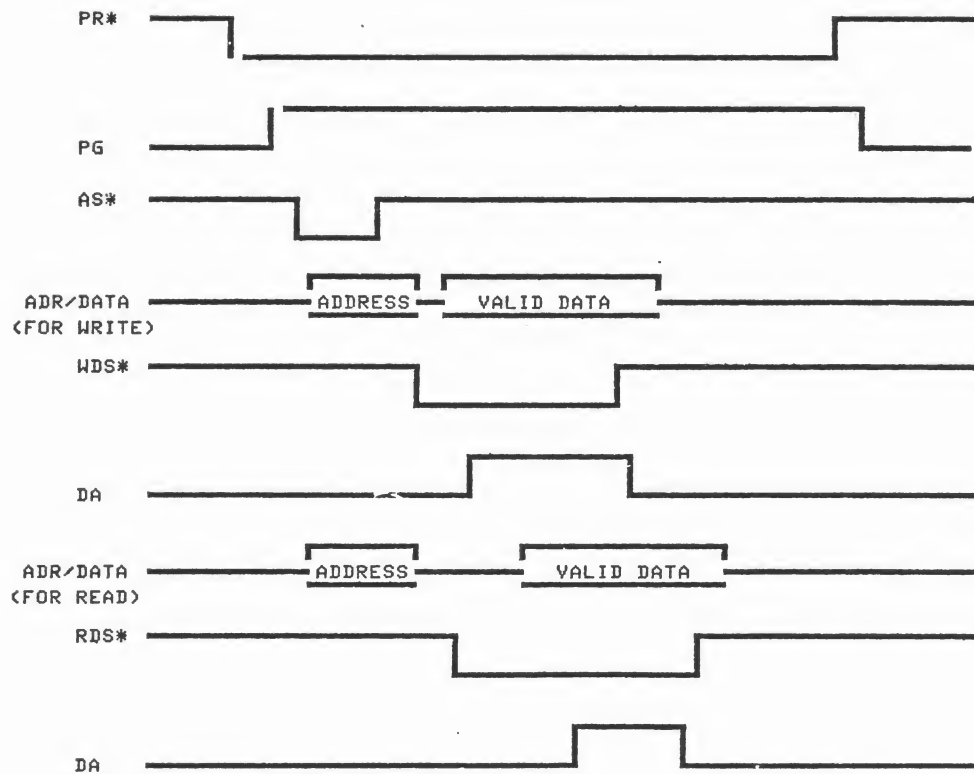 PR*
PG
AS*
ADR/DATA ADDRESS VALID DATA
(FOR WRITE)
WDS*
DA
ADR/DATA ADDRESS VALID DATA
(FOR READ)
RDS*
DA